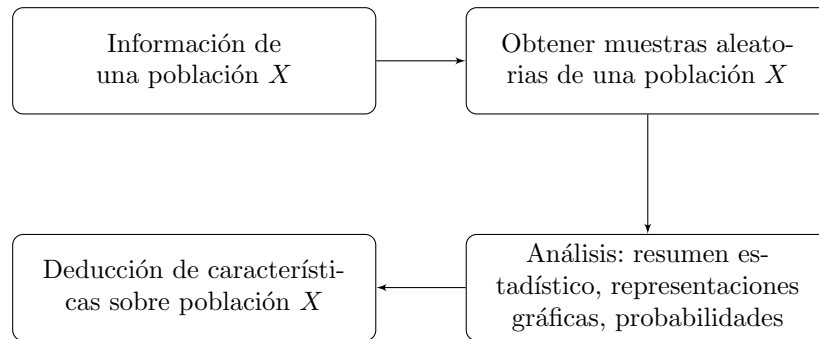 Información de
una población X
Obtener muestras aleato-
rias de una población X
Análisis: resumen es-
tadístico, representaciones
gráficas, probabilidades
Deducción de característi-
cas sobre población X